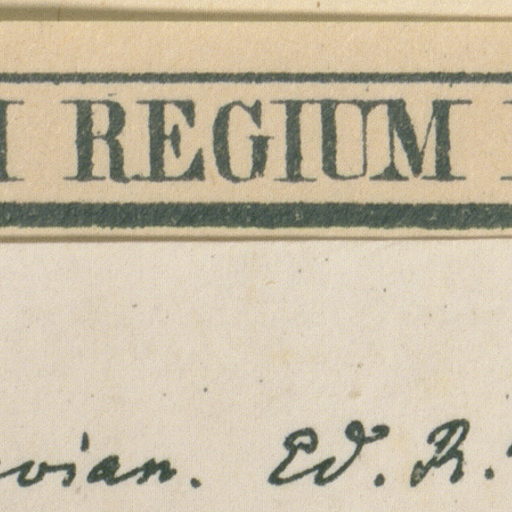 I REGIUM
vian. Ed. R.